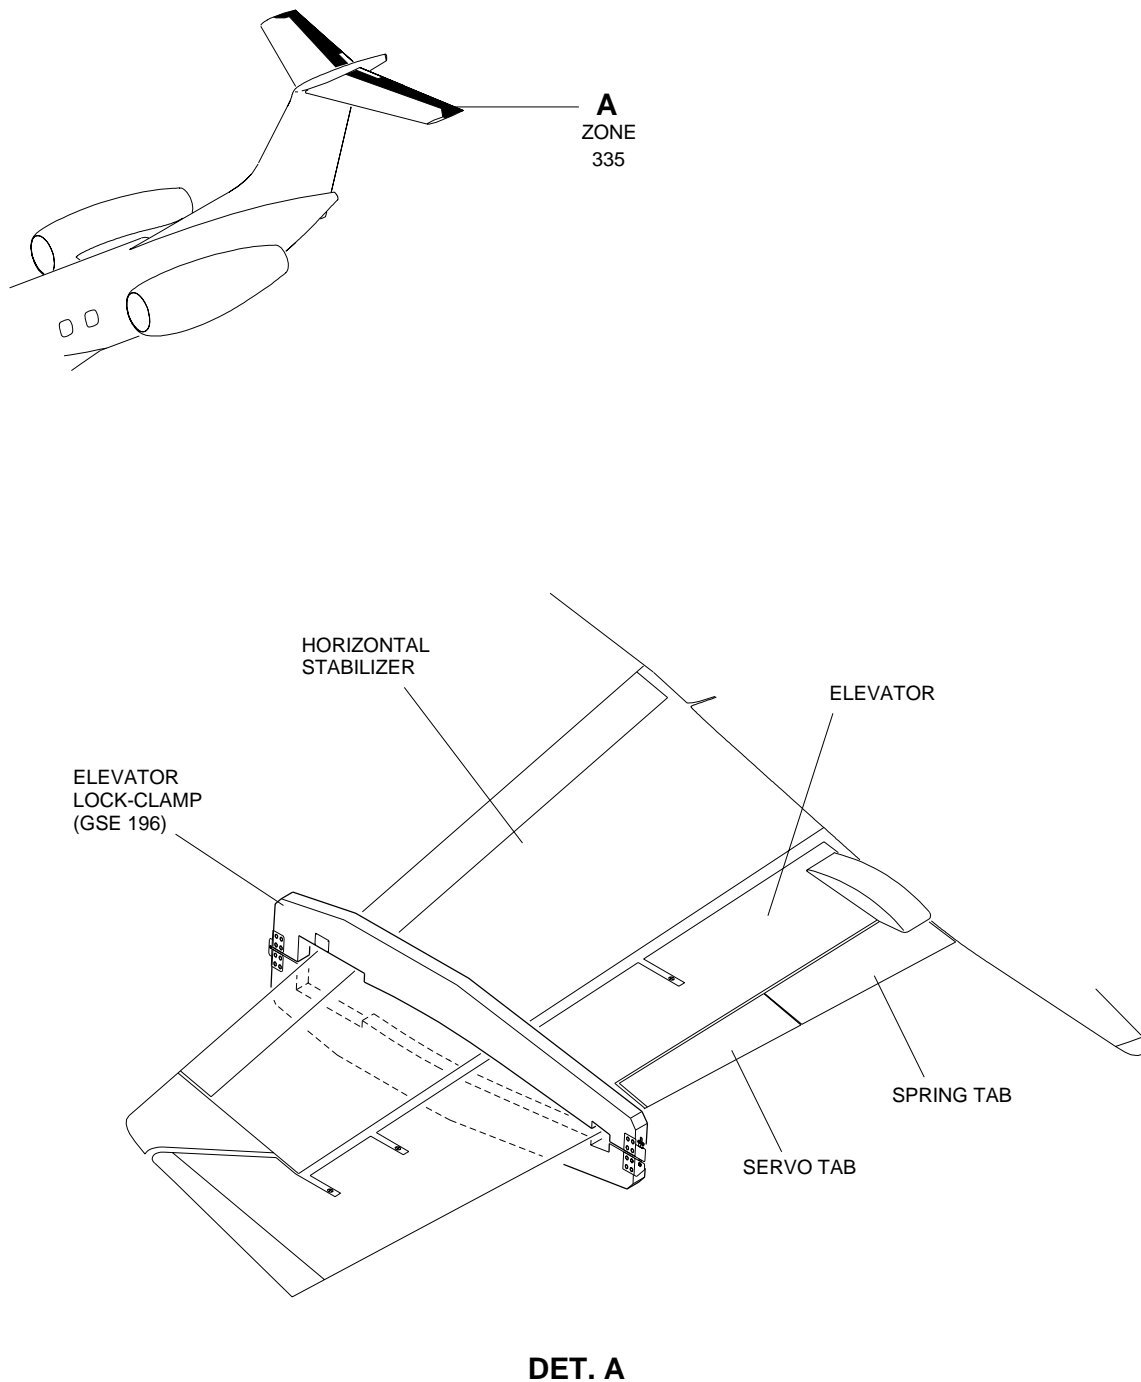 A
ZONE
335
HORIZONTAL
STABILIZER
ELEVATOR
ELEVATOR
LOCK-CLAMP
(GSE 196)
SPRING TAB
SERVO TAB
DET. A